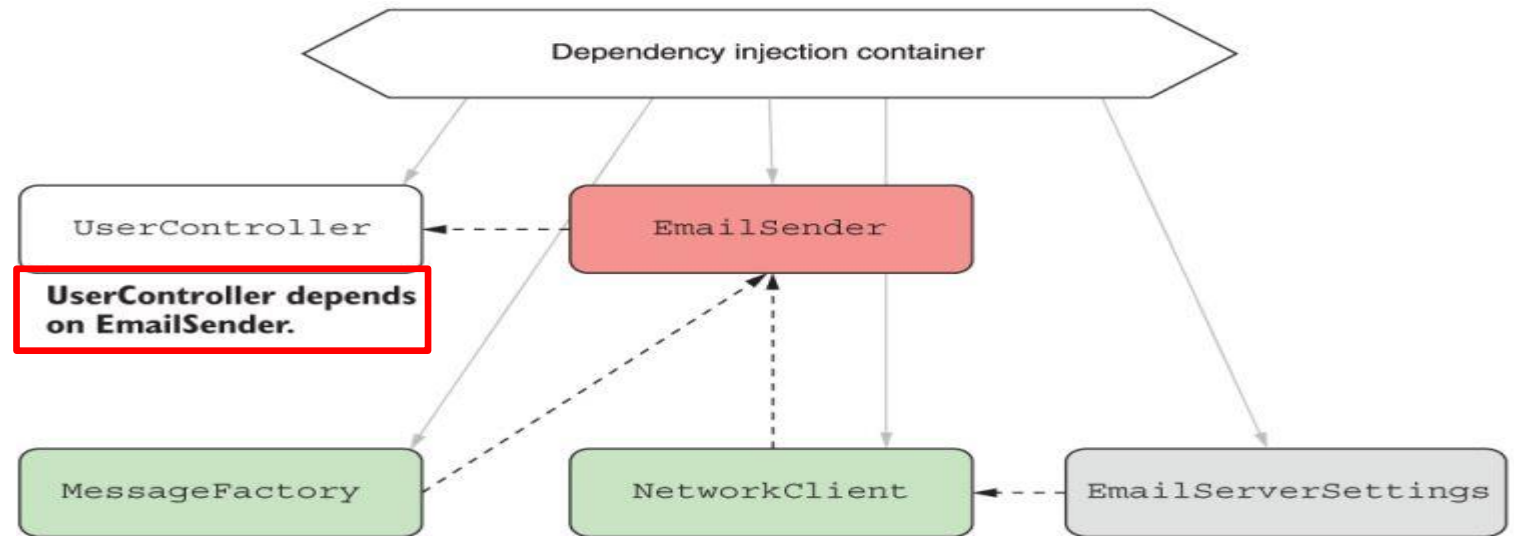 Dependency injection container
UserController
EmailSender
UserController depends
on EmailSender.
MessageFactory
NetworkClient
EmailServerSettings